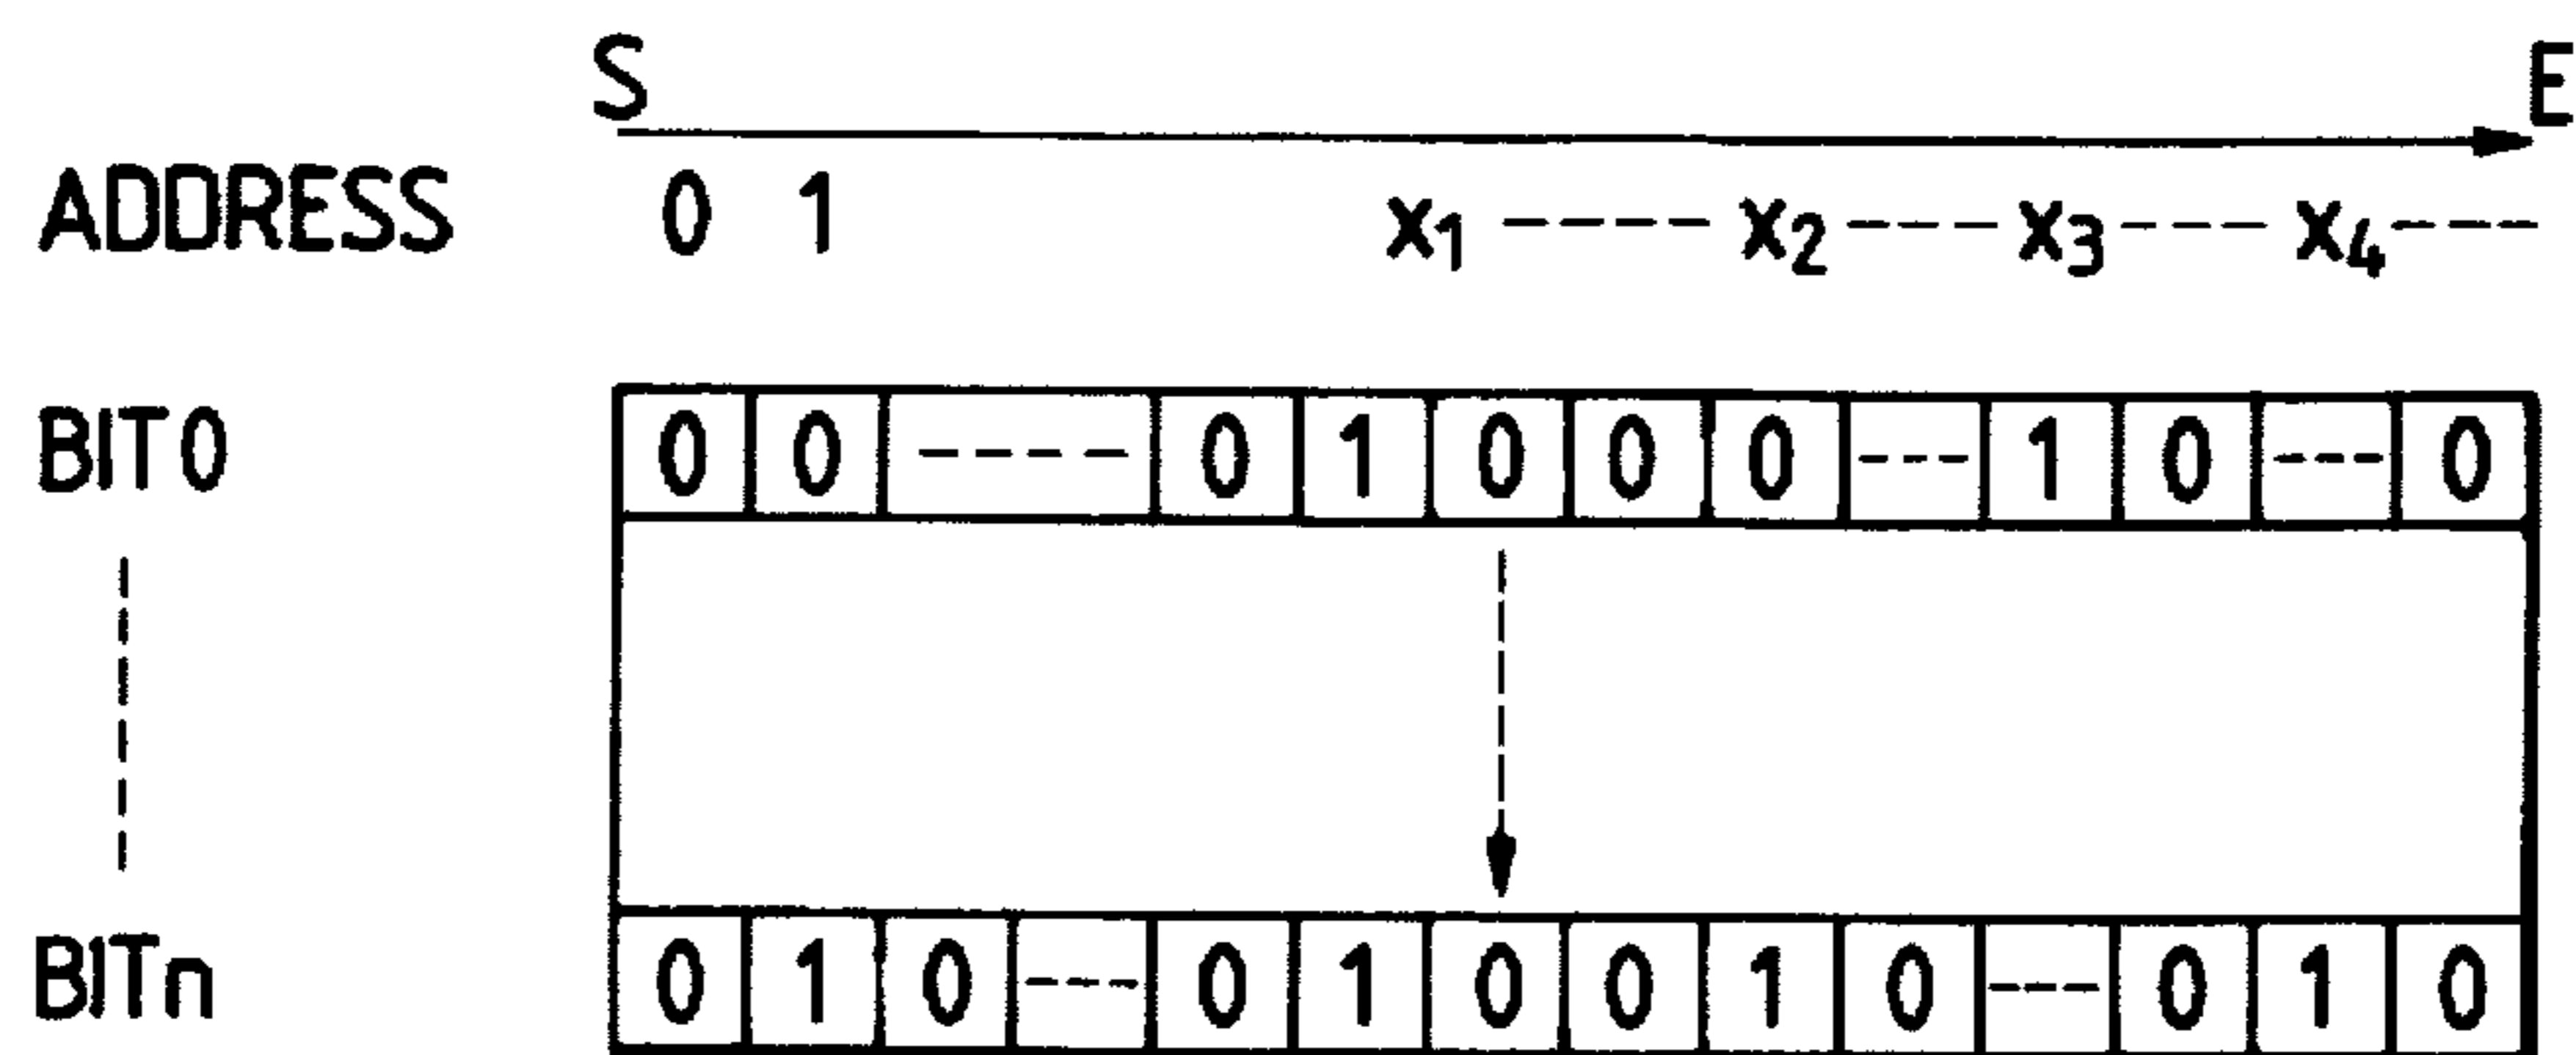 S E
ADDRESS 0 1 x₁ ----- x₂ ---- x₃ ---- x₄ ----
BIT0 0 0 ---- 0 1 0 0 0 --- 1 0 --- 0
BITn 0 1 0 --- 0 1 0 0 1 0 --- 0 1 0